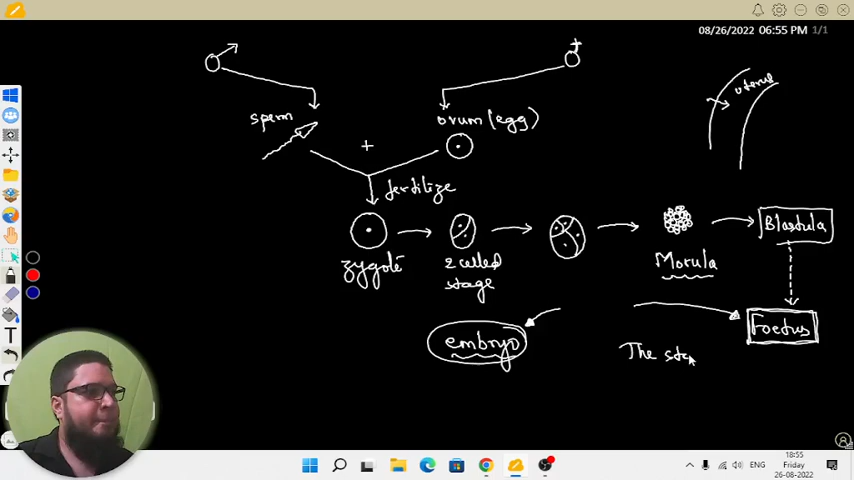 08/26/2022 06:55 PM 1/1
♂
♀
uterus
sperm
+
ovum (egg)
fertilize
zygote
2 celled
stage
Morula
Blastula
embryo
Foetus
The sta
T
ENG
18:55
Friday
26-08-2022